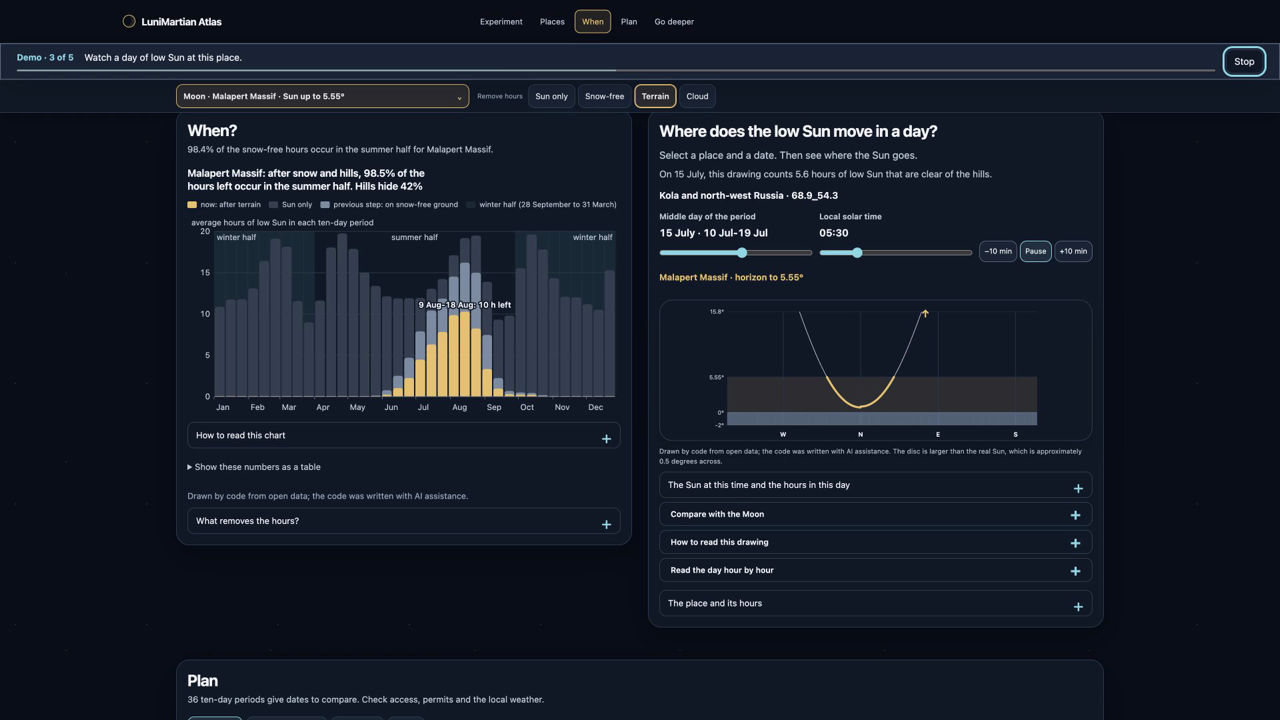 LuniMartian Atlas
Experiment
Places
When
Plan
Go deeper
Demo · 3 of 5 Watch a day of low Sun at this place.
Stop
Moon · Malapert Massif · Sun up to 5.55°
Remove hours
Sun only
Snow-free
Terrain
Cloud
When?
98.4% of the snow-free hours occur in the summer half for Malapert Massif.
Malapert Massif: after snow and hills, 98.5% of the
hours left occur in the summer half. Hills hide 42%
now: after terrain
Sun only
previous step: on snow-free ground
winter half (28 September to 31 March)
average hours of low Sun in each ten-day period
20
15
10
5
0
winter half
summer half
winter half
9 Aug–18 Aug: 10 h left
Jan
Feb
Mar
Apr
May
Jun
Jul
Aug
Sep
Oct
Nov
Dec
How to read this chart
Show these numbers as a table
Drawn by code from open data; the code was written with AI assistance.
What removes the hours?
Where does the low Sun move in a day?
Select a place and a date. Then see where the Sun goes.
On 15 July, this drawing counts 5.6 hours of low Sun that are clear of the hills.
Kola and north-west Russia · 68.9_54.3
Middle day of the period
15 July · 10 Jul-19 Jul
Local solar time
05:30
−10 min
Pause
+10 min
Malapert Massif · horizon to 5.55°
15.8°
5.55°
0°
-2°
W
N
E
S
Drawn by code from open data; the code was written with AI assistance. The disc is larger than the real Sun, which is approximately
0.5 degrees across.
The Sun at this time and the hours in this day
Compare with the Moon
How to read this drawing
Read the day hour by hour
The place and its hours
Plan
36 ten-day periods give dates to compare. Check access, permits and the local weather.